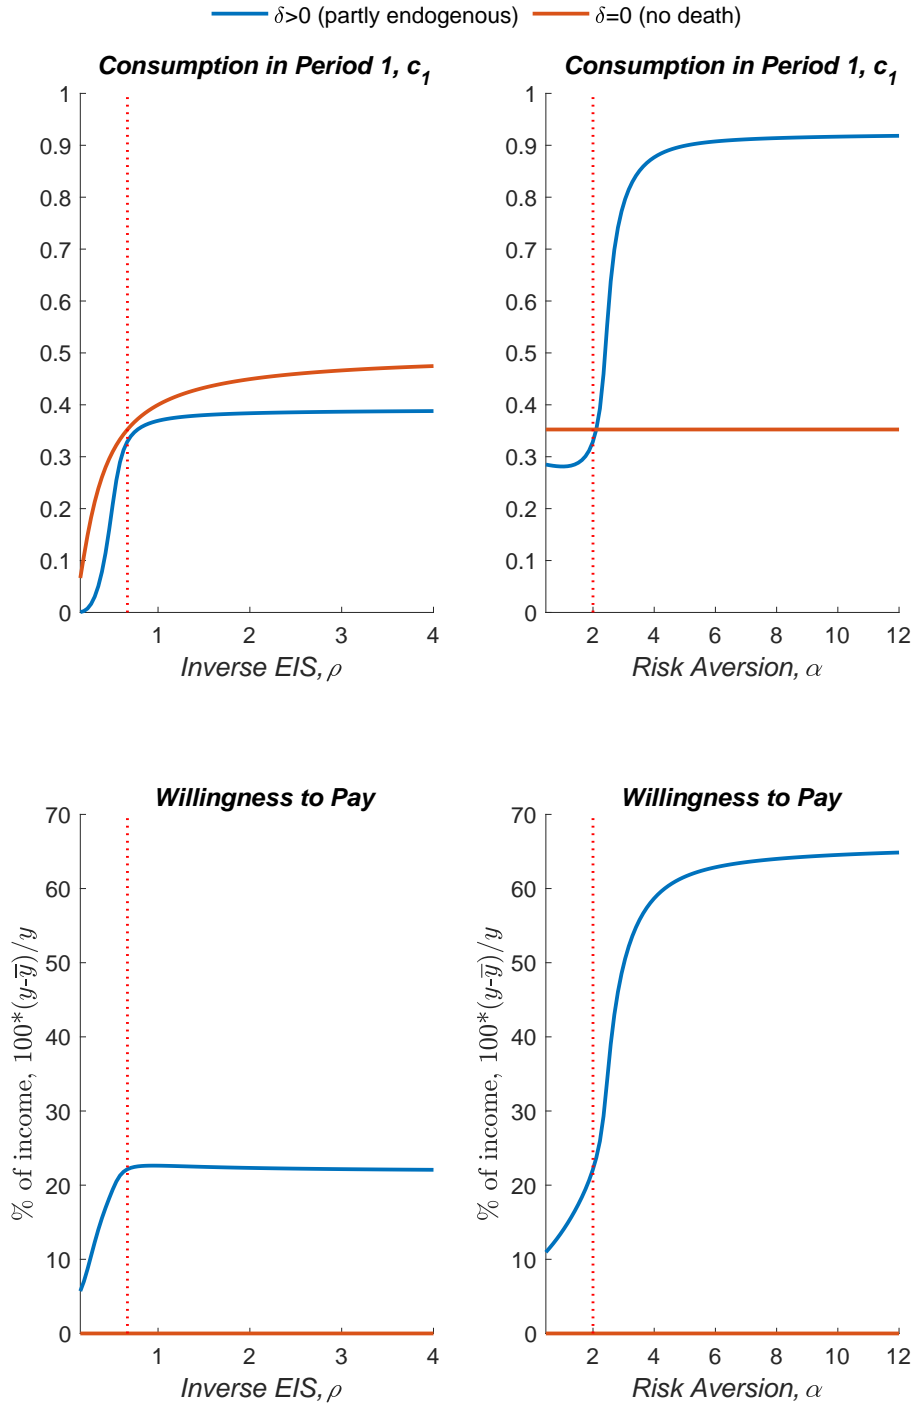 δ>0 (partly endogenous) δ=0 (no death)
Consumption in Period 1, c1
1
0.9
0.8
0.7
0.6
0.5
0.4
0.3
0.2
0.1
0
1 2 3 4
Inverse EIS, ρ
Consumption in Period 1, c1
1
0.9
0.8
0.7
0.6
0.5
0.4
0.3
0.2
0.1
0
2 4 6 8 10 12
Risk Aversion, α
Willingness to Pay
% of income, 100*(y-ȳ)/y
70
60
50
40
30
20
10
0
1 2 3 4
Inverse EIS, ρ
Willingness to Pay
% of income, 100*(y-ȳ)/y
70
60
50
40
30
20
10
0
2 4 6 8 10 12
Risk Aversion, α